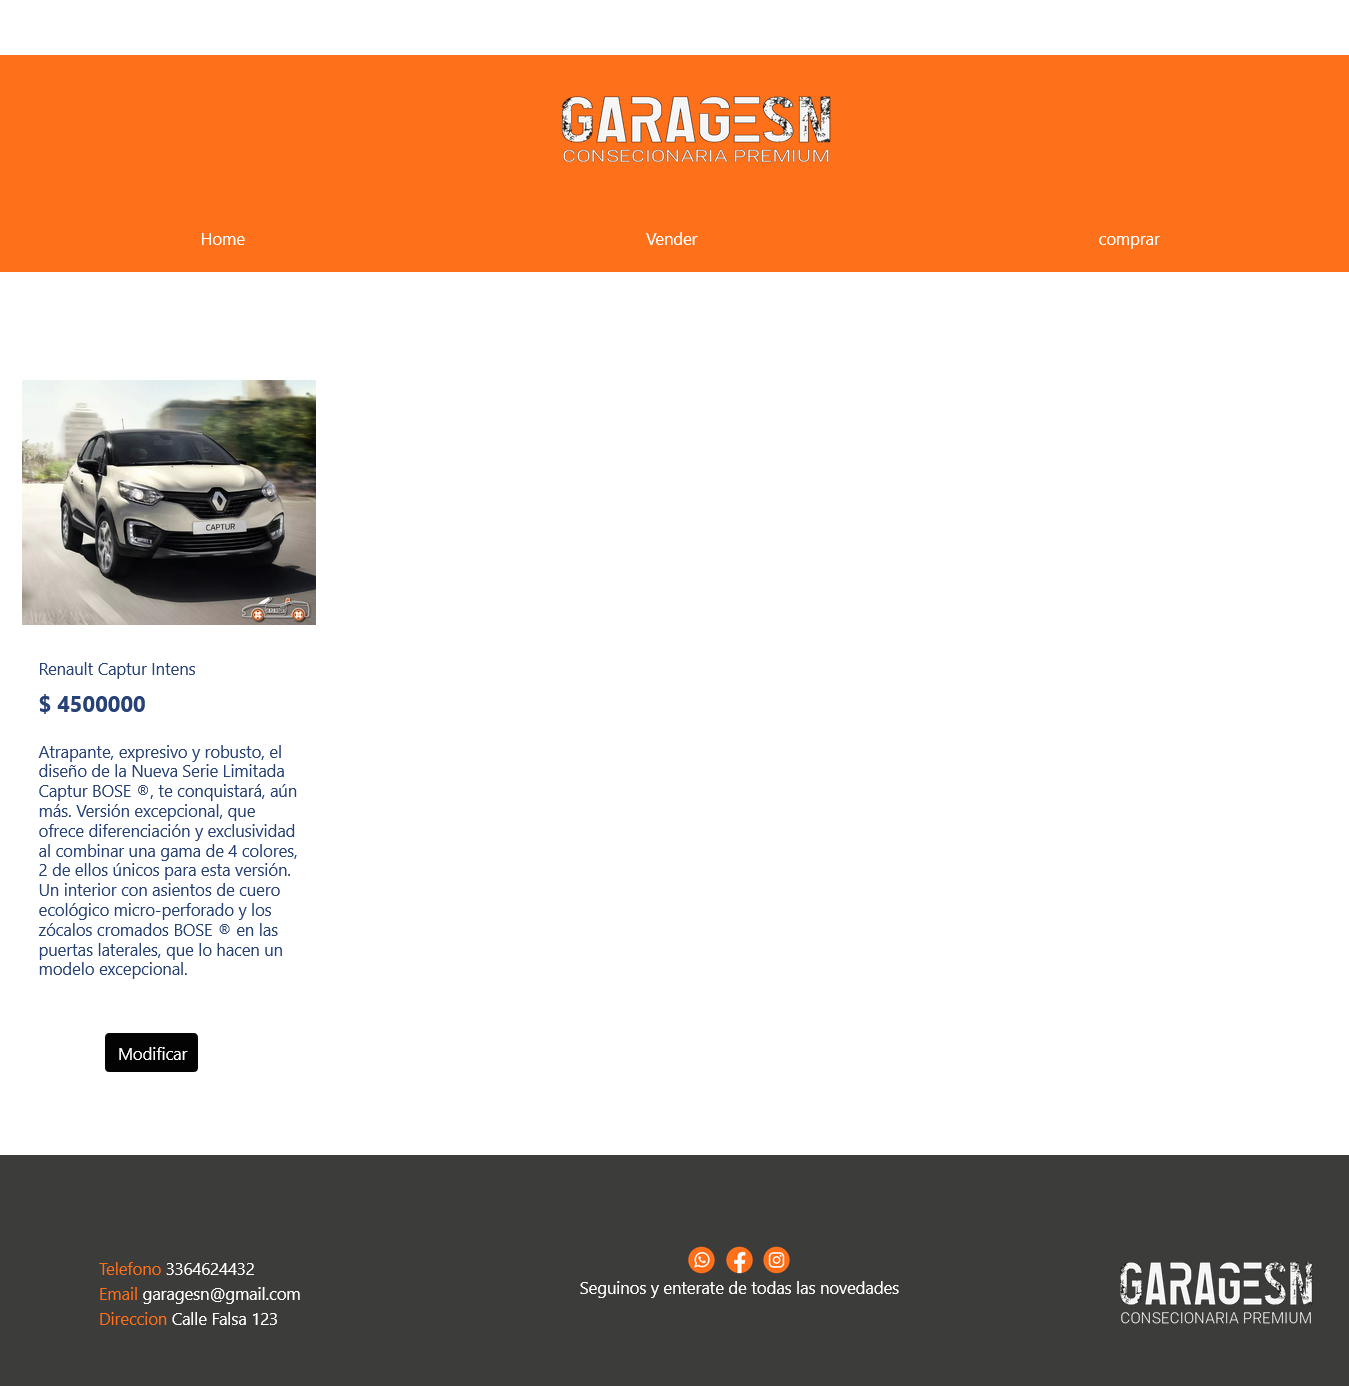 GARAGESN
CONSECIONARIA PREMIUM
Home
Vender
comprar
CAPTUR
Renault Captur Intens
$ 4500000
Atrapante, expresivo y robusto, el
diseño de la Nueva Serie Limitada
Captur BOSE ®, te conquistará, aún
más. Versión excepcional, que
ofrece diferenciación y exclusividad
al combinar una gama de 4 colores,
2 de ellos únicos para esta versión.
Un interior con asientos de cuero
ecológico micro-perforado y los
zócalos cromados BOSE ® en las
puertas laterales, que lo hacen un
modelo excepcional.
Modificar
Telefono 3364624432
Email garagesn@gmail.com
Direccion Calle Falsa 123
Seguinos y enterate de todas las novedades
GARAGESN
CONSECIONARIA PREMIUM